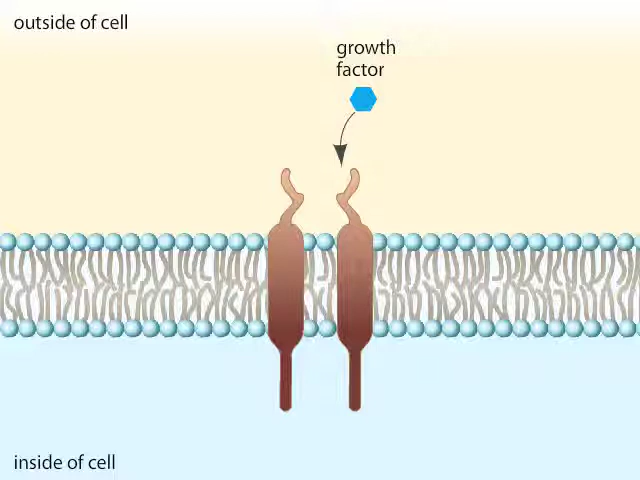 outside of cell
growth
factor
inside of cell